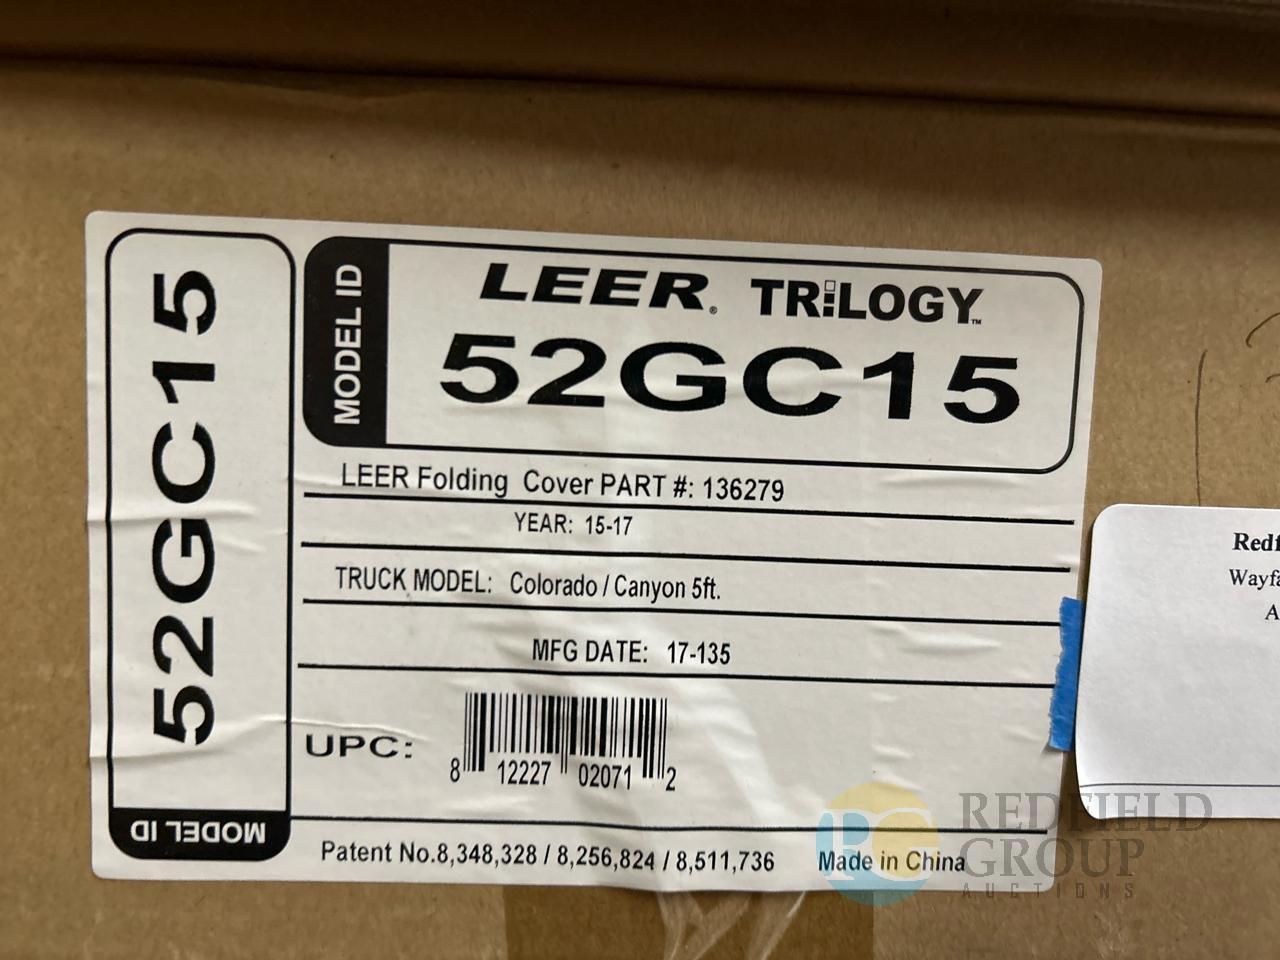 52GC15
MODEL ID
MODEL ID
LEER® TRiLOGY™
52GC15
LEER Folding Cover PART #: 136279
YEAR: 15-17
TRUCK MODEL: Colorado / Canyon 5ft.
MFG DATE: 17-135
UPC:
8 12227 02071 2
Patent No.8,348,328 / 8,256,824 / 8,511,736 Made in China
RG REDFIELD
GROUP
AUCTIONS